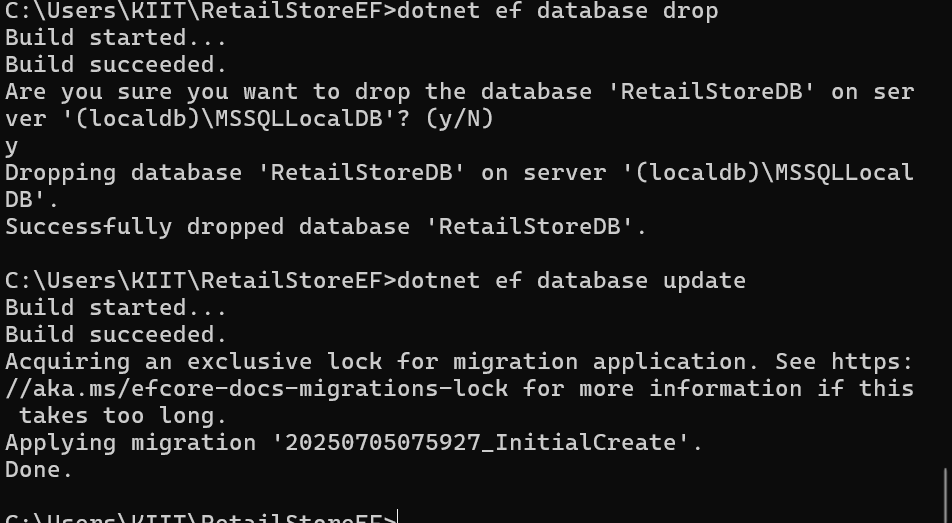 C:\Users\KIIT\RetailStoreEF>dotnet ef database drop
Build started...
Build succeeded.
Are you sure you want to drop the database 'RetailStoreDB' on ser
ver '(localdb)\MSSQLLocalDB'? (y/N)
y
Dropping database 'RetailStoreDB' on server '(localdb)\MSSQLLocal
DB'.
Successfully dropped database 'RetailStoreDB'.
C:\Users\KIIT\RetailStoreEF>dotnet ef database update
Build started...
Build succeeded.
Acquiring an exclusive lock for migration application. See https:
//aka.ms/efcore-docs-migrations-lock for more information if this
 takes too long.
Applying migration '20250705075927_InitialCreate'.
Done.
C:\Users\KIIT\RetailStoreEF>